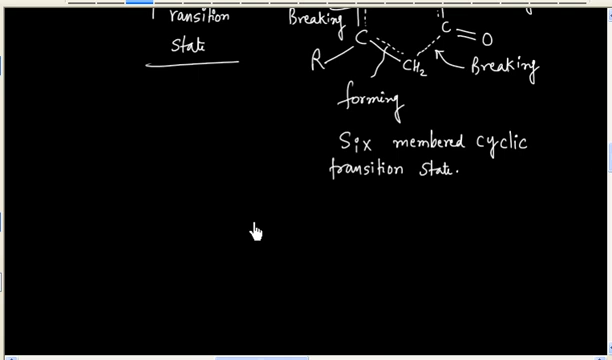 Transition
Breaking
State
C
C
O
R
CH2
Breaking
forming
Six membered cyclic
transition state.